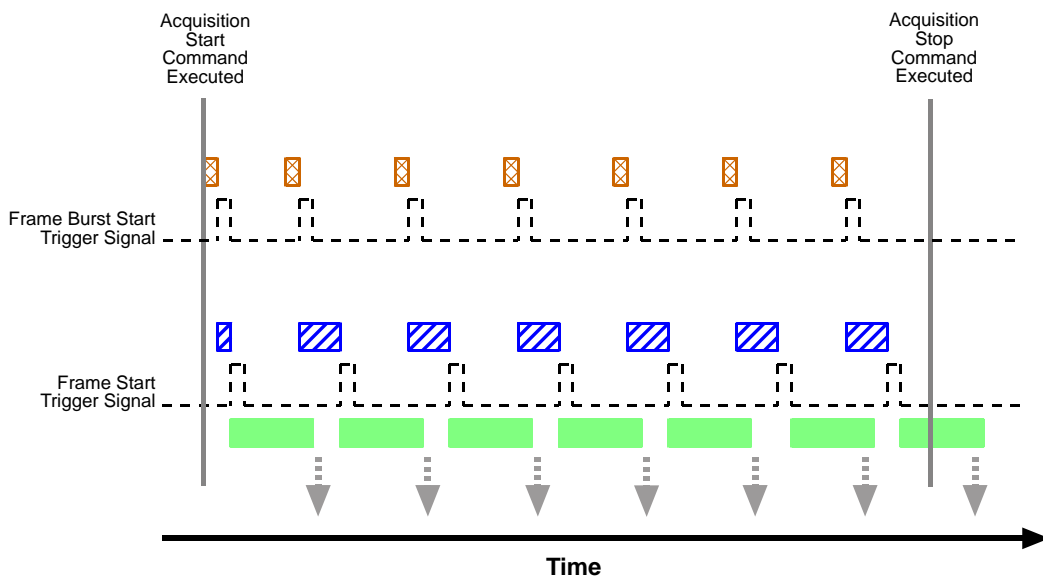 Acquisition
Start
Command
Executed
Acquisition
Stop
Command
Executed
Frame Burst Start
Trigger Signal
Frame Start
Trigger Signal
Time